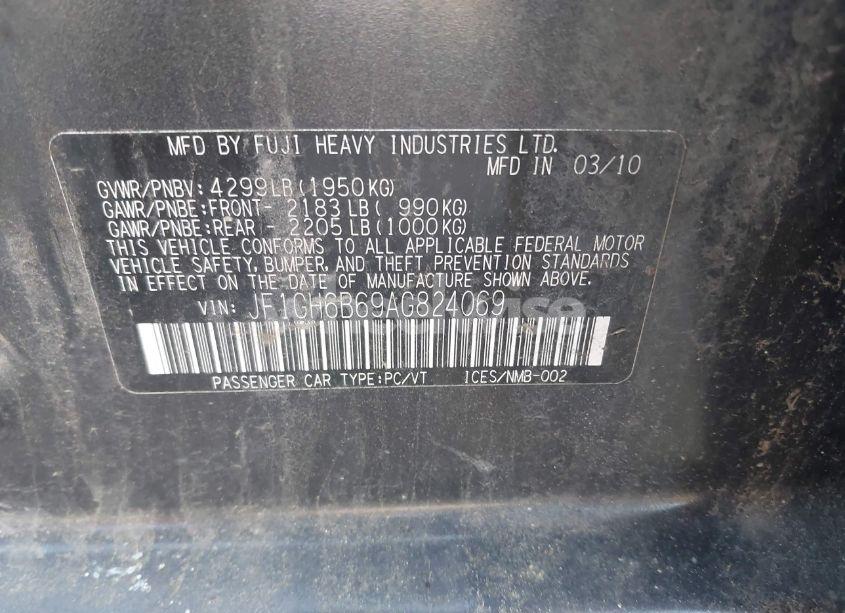 MFD BY FUJI HEAVY INDUSTRIES LTD.
MFD IN 03/10
GVWR/PNBV: 4299LB(1950KG)
GAWR/PNBE:FRONT- 2183 LB( 990KG)
GAWR/PNBE:REAR - 2205 LB(1000KG)
THIS VEHICLE CONFORMS TO ALL APPLICABLE FEDERAL MOTOR
VEHICLE SAFETY, BUMPER, AND THEFT PREVENTION STANDARDS
IN EFFECT ON THE DATE OF MANUFACTURE SHOWN ABOVE.
VIN: JF1GH6B69AG824069
PASSENGER CAR TYPE:PC/VT ICES/NMB-002